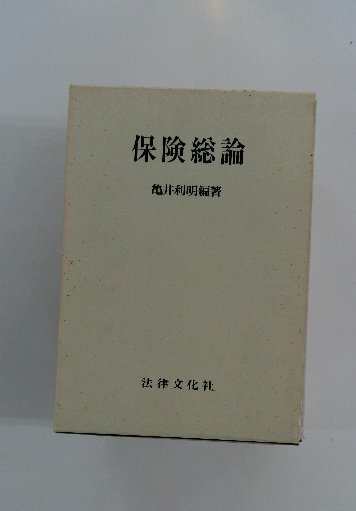 保険総論
亀井利明編著
法律文化社